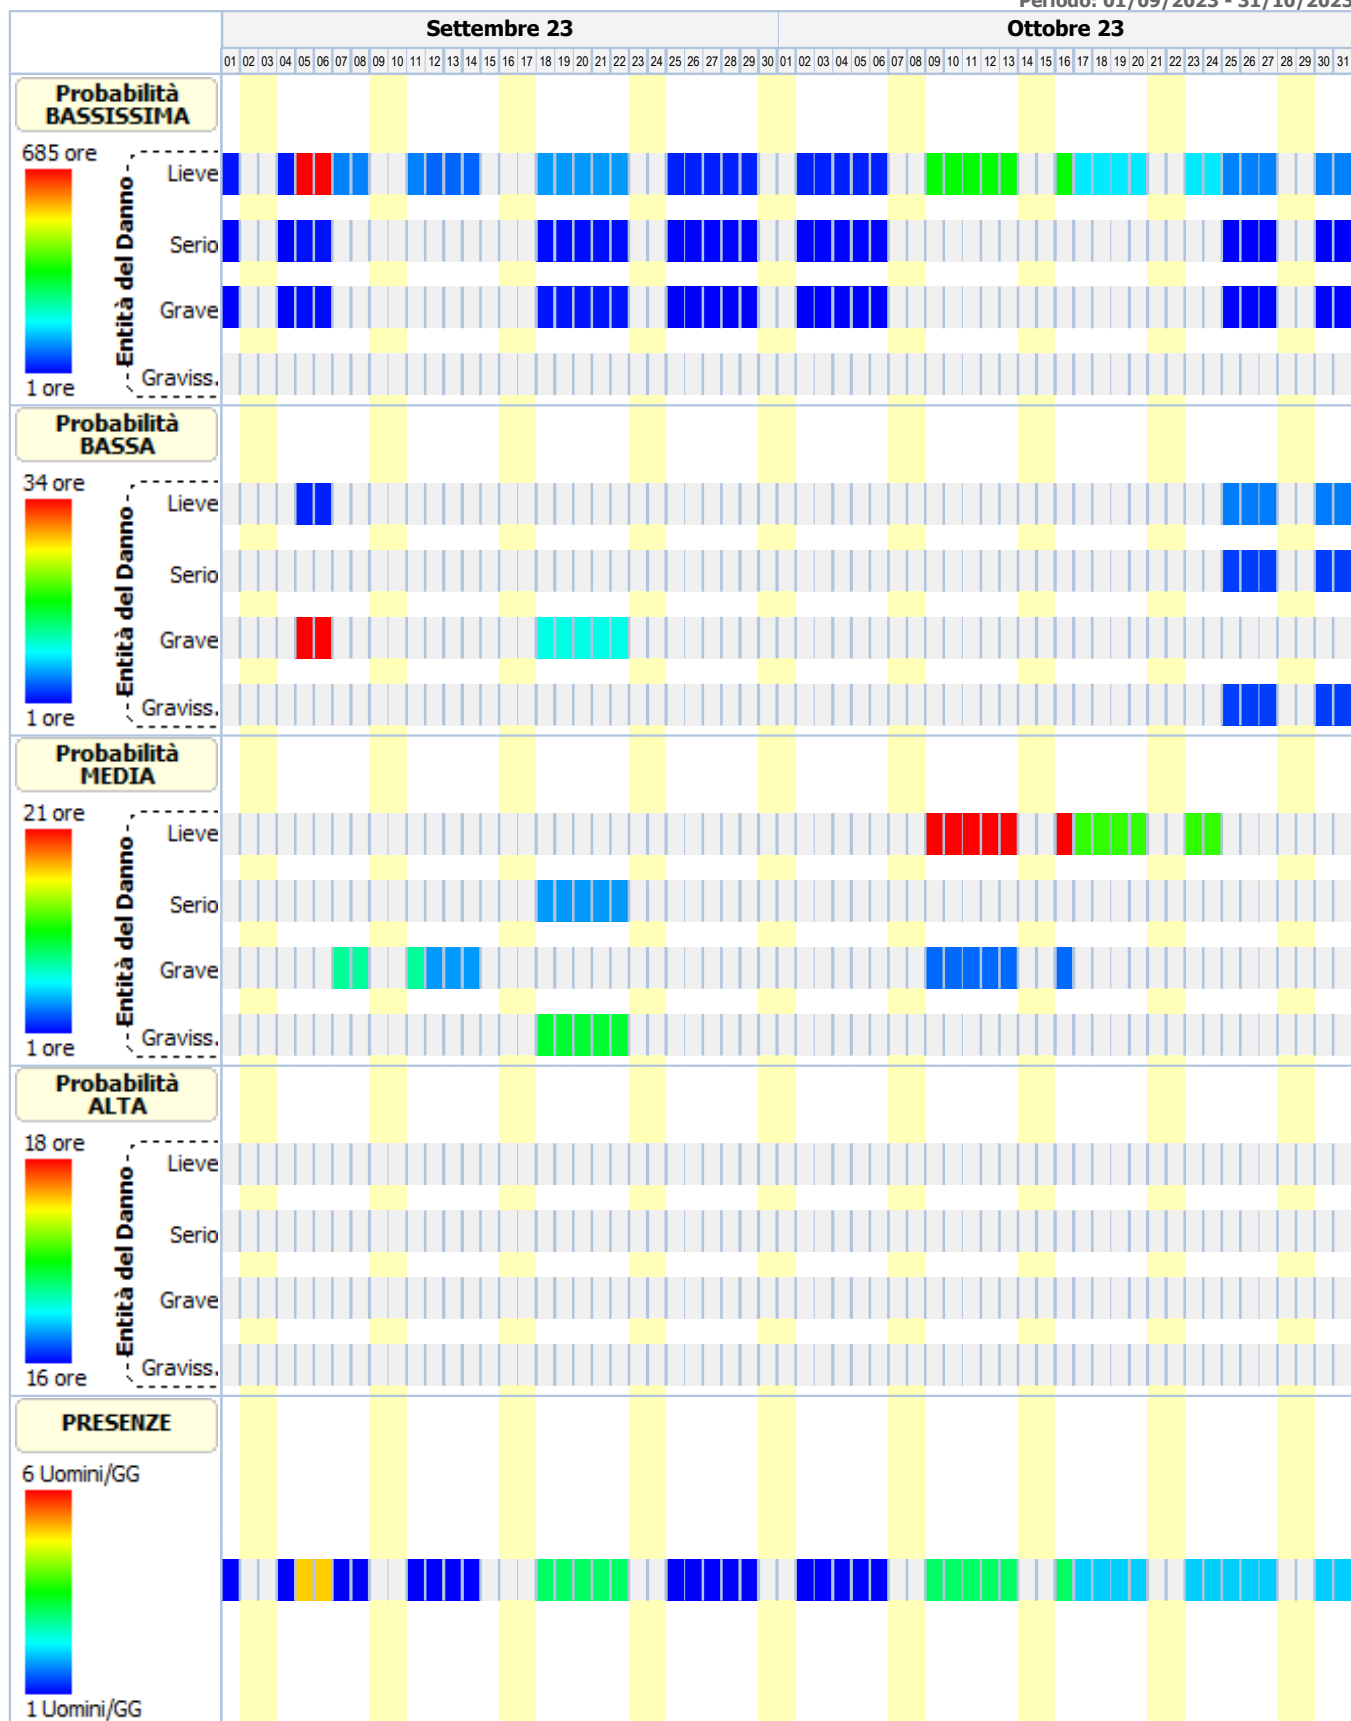 Periodo: 01/09/2023 - 31/10/2023
Settembre 23 Ottobre 23
01 02 03 04 05 06 07 08 09 10 11 12 13 14 15 16 17 18 19 20 21 22 23 24 25 26 27 28 29 30 01 02 03 04 05 06 07 08 09 10 11 12 13 14 15 16 17 18 19 20 21 22 23 24 25 26 27 28 29 30 31
Probabilità
BASSISSIMA
685 ore
Entità del Danno
Lieve
Serio
Grave
Graviss.
1 ore
Probabilità
BASSA
34 ore
Entità del Danno
Lieve
Serio
Grave
Graviss.
1 ore
Probabilità
MEDIA
21 ore
Entità del Danno
Lieve
Serio
Grave
Graviss.
1 ore
Probabilità
ALTA
18 ore
Entità del Danno
Lieve
Serio
Grave
Graviss.
16 ore
PRESENZE
6 Uomini/GG
1 Uomini/GG